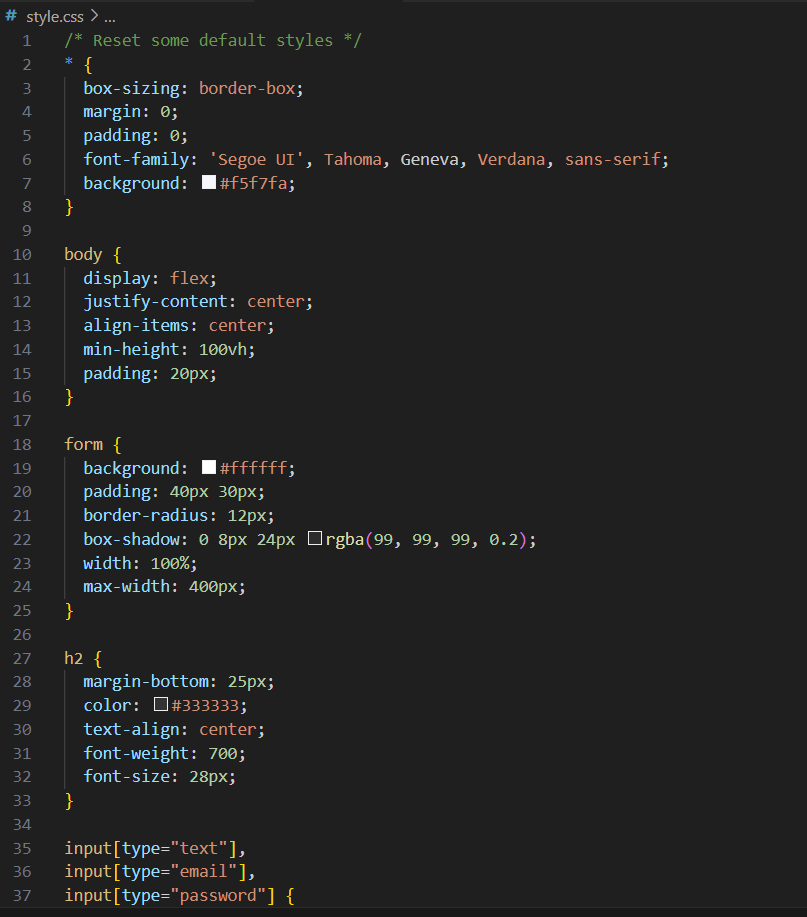 # style.css > ...
1 /* Reset some default styles */
2 * {
3 box-sizing: border-box;
4 margin: 0;
5 padding: 0;
6 font-family: 'Segoe UI', Tahoma, Geneva, Verdana, sans-serif;
7 background: #f5f7fa;
8 }
9
10 body {
11 display: flex;
12 justify-content: center;
13 align-items: center;
14 min-height: 100vh;
15 padding: 20px;
16 }
17
18 form {
19 background: #ffffff;
20 padding: 40px 30px;
21 border-radius: 12px;
22 box-shadow: 0 8px 24px rgba(99, 99, 99, 0.2);
23 width: 100%;
24 max-width: 400px;
25 }
26
27 h2 {
28 margin-bottom: 25px;
29 color: #333333;
30 text-align: center;
31 font-weight: 700;
32 font-size: 28px;
33 }
34
35 input[type="text"],
36 input[type="email"],
37 input[type="password"] {